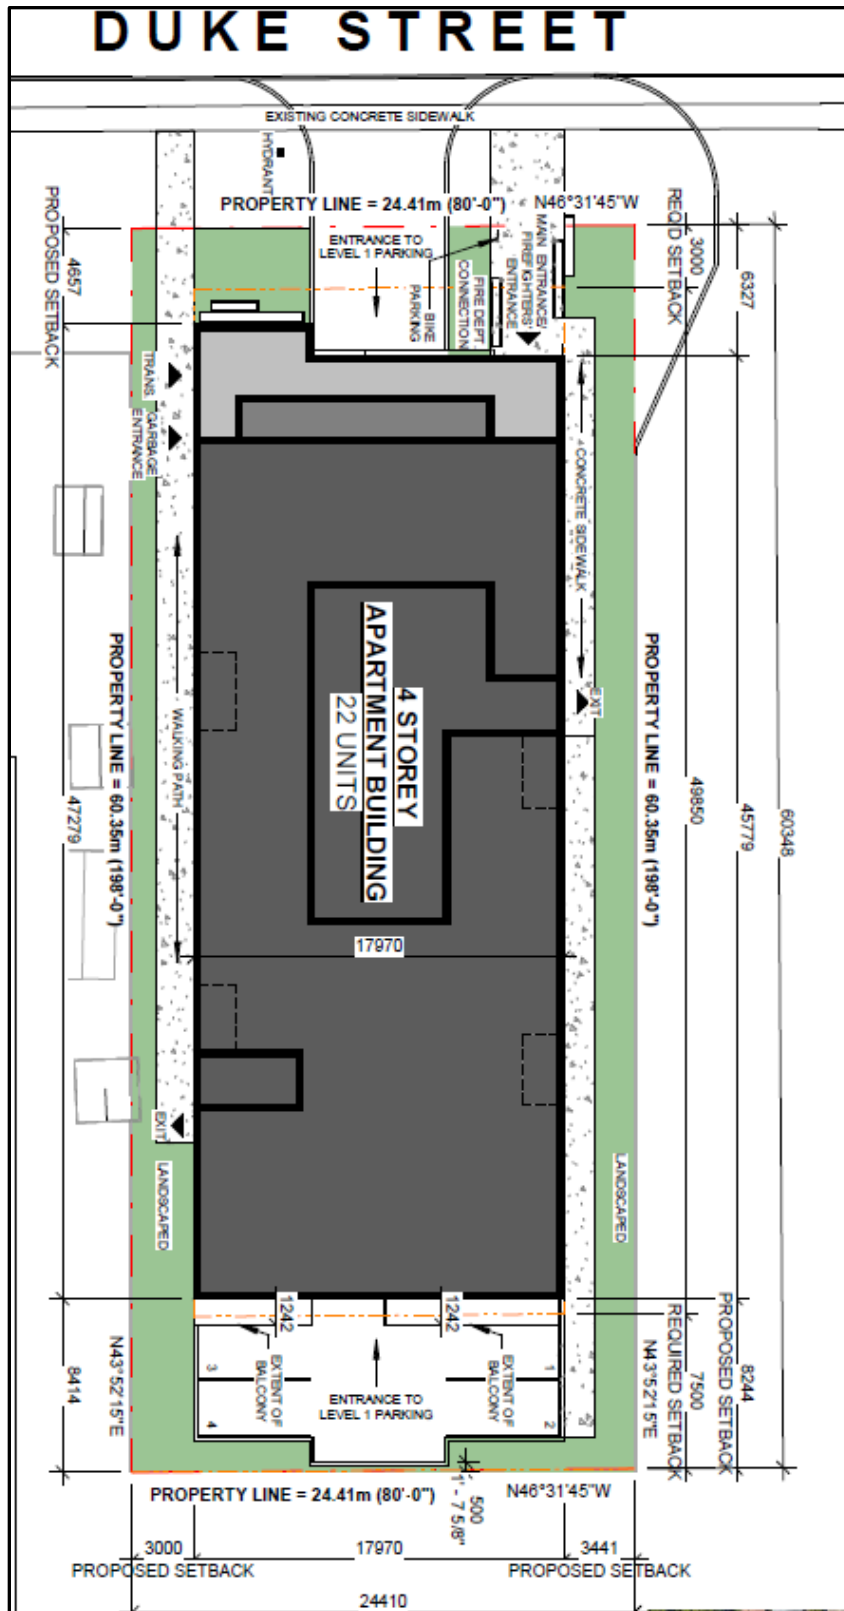 DUKE STREET
EXISTING CONCRETE SIDEWALK
HYDRANT
PROPERTY LINE = 24.41m (80'-0")
N46°31'45"W
PROPOSED SETBACK
4657
ENTRANCE TO
LEVEL 1 PARKING
BIKE
PARKING
FIRE DEPT
CONNECTION
MAIN ENTRANCE/
FIREFIGHTERS'
ENTRANCE
REQ'D SETBACK
3000
6327
TRANS.
GARBAGE
ENTRANCE
CONCRETE SIDEWALK
EXIT
4 STOREY
APARTMENT BUILDING
22 UNITS
WALKING PATH
PROPERTY LINE = 60.35m (198'-0")
47279
PROPERTY LINE = 60.35m (198'-0")
49850
45779
60348
17970
EXIT
LANDSCAPED
LANDSCAPED
1242
1242
EXTENT OF
BALCONY
EXTENT OF
BALCONY
3
4
1
2
ENTRANCE TO
LEVEL 1 PARKING
N43°52'15"E
8414
N43°52'15"E
REQUIRED SETBACK
7500
PROPOSED SETBACK
8244
PROPERTY LINE = 24.41m (80'-0")
N46°31'45"W
500
1' - 7 5/8"
3000
17970
3441
PROPOSED SETBACK
PROPOSED SETBACK
24410